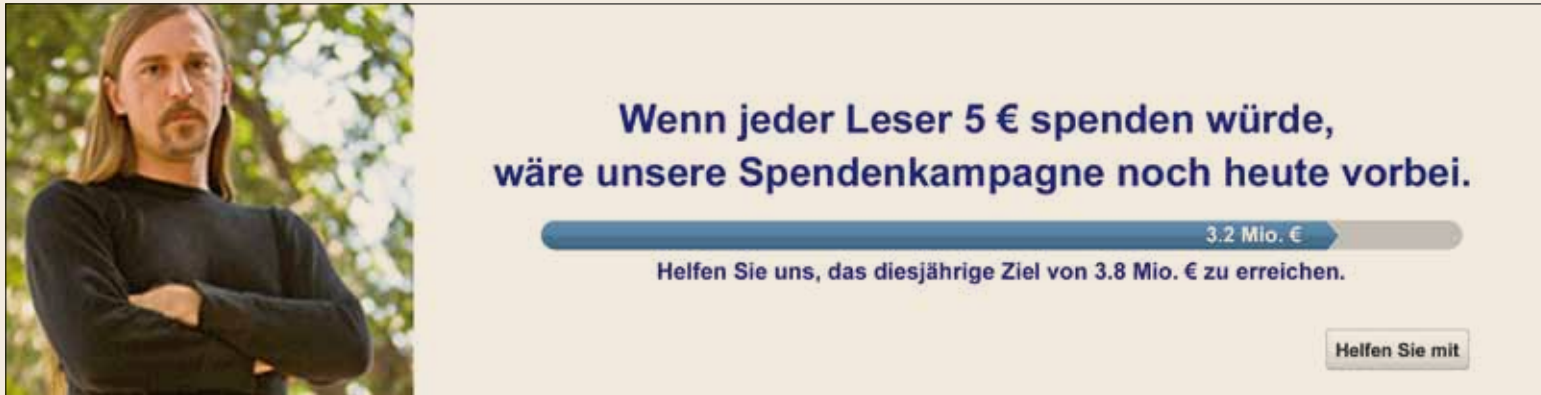 Wenn jeder Leser 5 € spenden würde,
wäre unsere Spendenkampagne noch heute vorbei.
3.2 Mio. €
Helfen Sie uns, das diesjährige Ziel von 3.8 Mio. € zu erreichen.
Helfen Sie mit